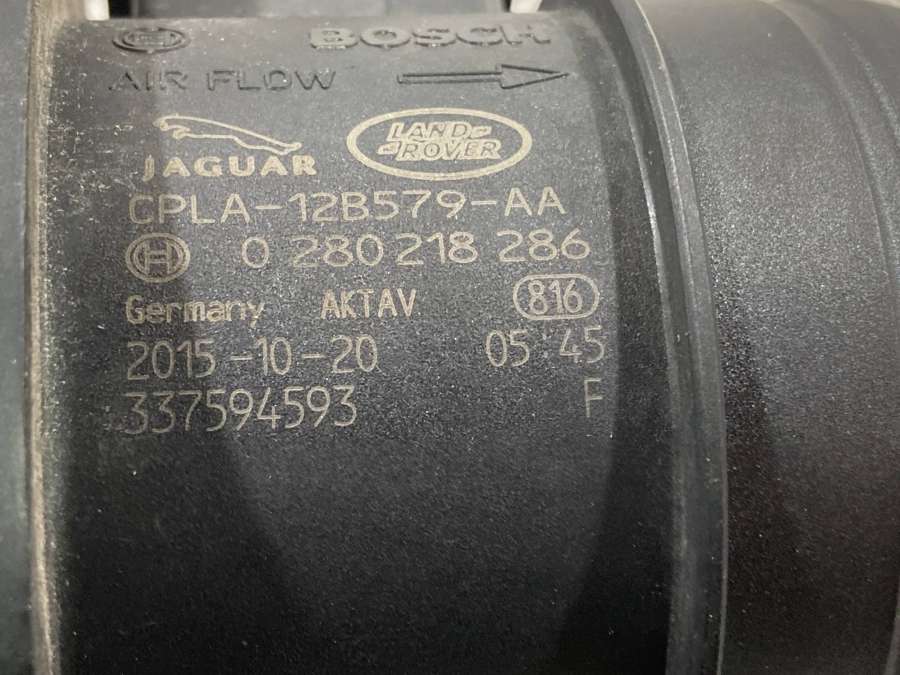 BOSCH
AIR FLOW
JAGUAR
LAND-
-ROVER
CPLA-12B579-AA
0 280 218 286
Germany AKTAV 816
2015-10-20 05:45
337594593 F